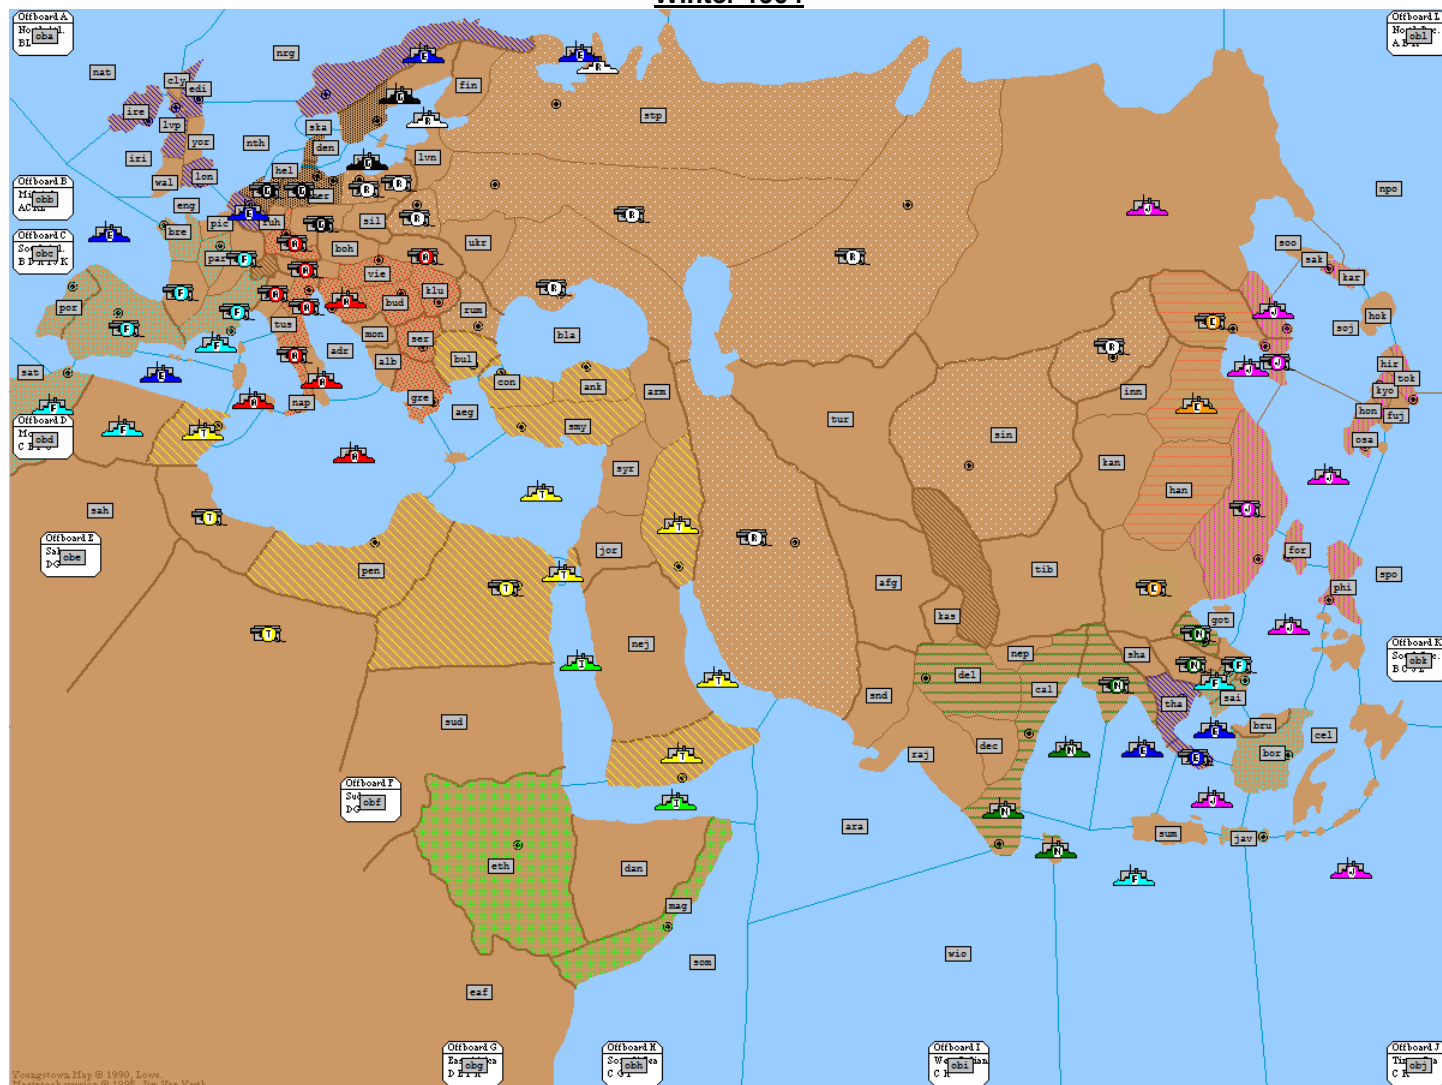 Winter 1904
Offboard A
oba
Offboard L
obl
nrg
nat
cly
edi
fin
stp
ire
lvp
ska
yor
nth
den
lvn
iri
hel
wal
lon
Offboard B
obb
npo
eng
ruh
pic
sil
bre
Offboard C
obc
par
boh
ukr
soo
sak
kar
vie
klu
bud
rum
por
hok
tus
mon
ser
bla
soj
adr
alb
bul
hir
tok
sat
con
ank
arm
inn
kyo
nap
gre
aeg
hon
fuj
Offboard D
obd
smy
tur
sin
osa
syr
kan
han
sah
Offboard E
obe
jor
pen
for
tib
spo
afg
phi
kas
got
nej
nep
sha
Offboard K
obk
del
cal
snd
tha
sai
sud
bru
cel
raj
dec
bor
Offboard F
obf
ara
sum
jav
eth
dan
mag
som
wio
eaf
Offboard G
obg
Offboard H
obh
Offboard I
obi
Offboard J
obj
Youngstown Map © 1990, Lowe.